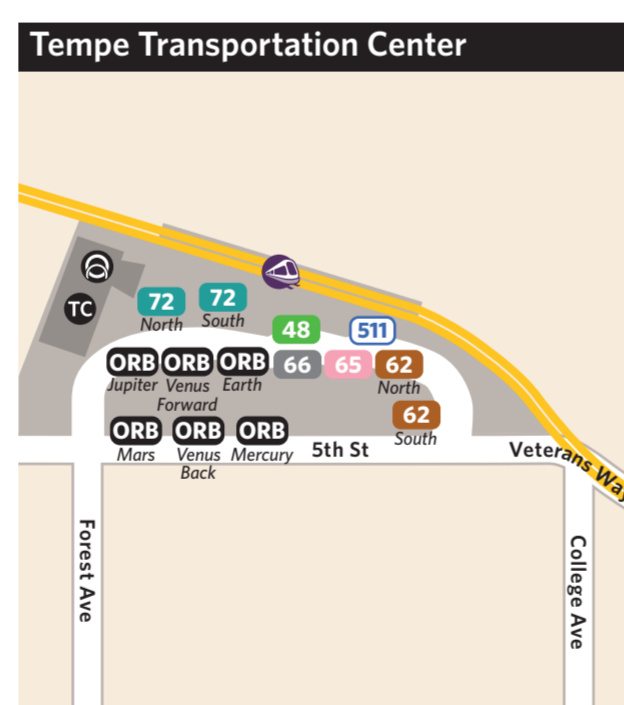 Tempe Transportation Center
TC
72
North
72
South
48
511
ORB
Jupiter
ORB
Venus
Forward
ORB
Earth
66
65
62
North
62
South
ORB
Mars
ORB
Venus
Back
ORB
Mercury
5th St
Veterans Way
Forest Ave
College Ave